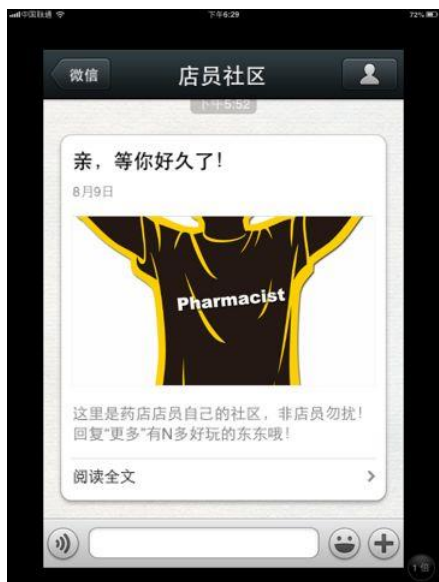 中国联通 下午6:29 72%
微信 店员社区
下午5:52
亲，等你好久了！
8月9日
Pharmacist
这里是药店店员自己的社区，非店员勿扰！
回复“更多”有N多好玩的东东哦！
阅读全文
1倍